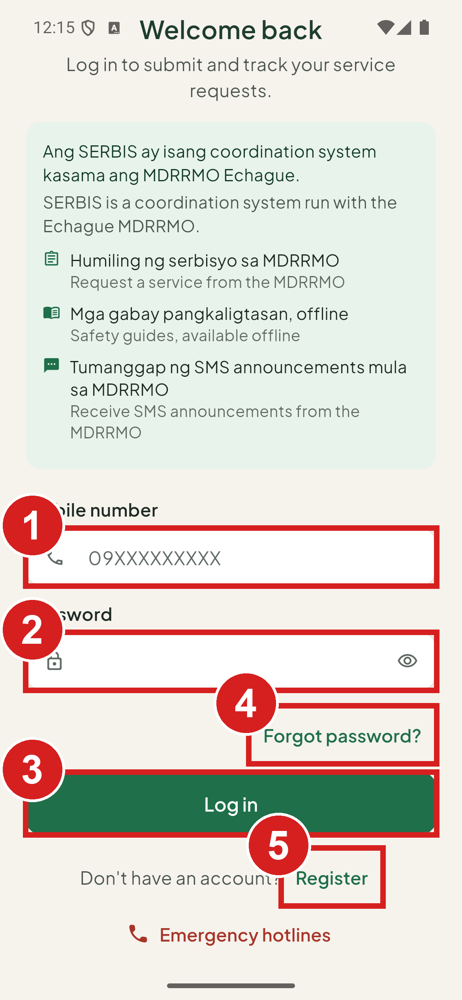 12:15
Welcome back
Log in to submit and track your service
requests.
Ang SERBIS ay isang coordination system
kasama ang MDRRMO Echague.
SERBIS is a coordination system run with the
Echague MDRRMO.
Humiling ng serbisyo sa MDRRMO
Request a service from the MDRRMO
Mga gabay pangkaligtasan, offline
Safety guides, available offline
Tumanggap ng SMS announcements mula
sa MDRRMO
Receive SMS announcements from the
MDRRMO
1
number
09XXXXXXXXX
2
4
Forgot password?
3
Log in
5
Don't have an account? Register
Emergency hotlines